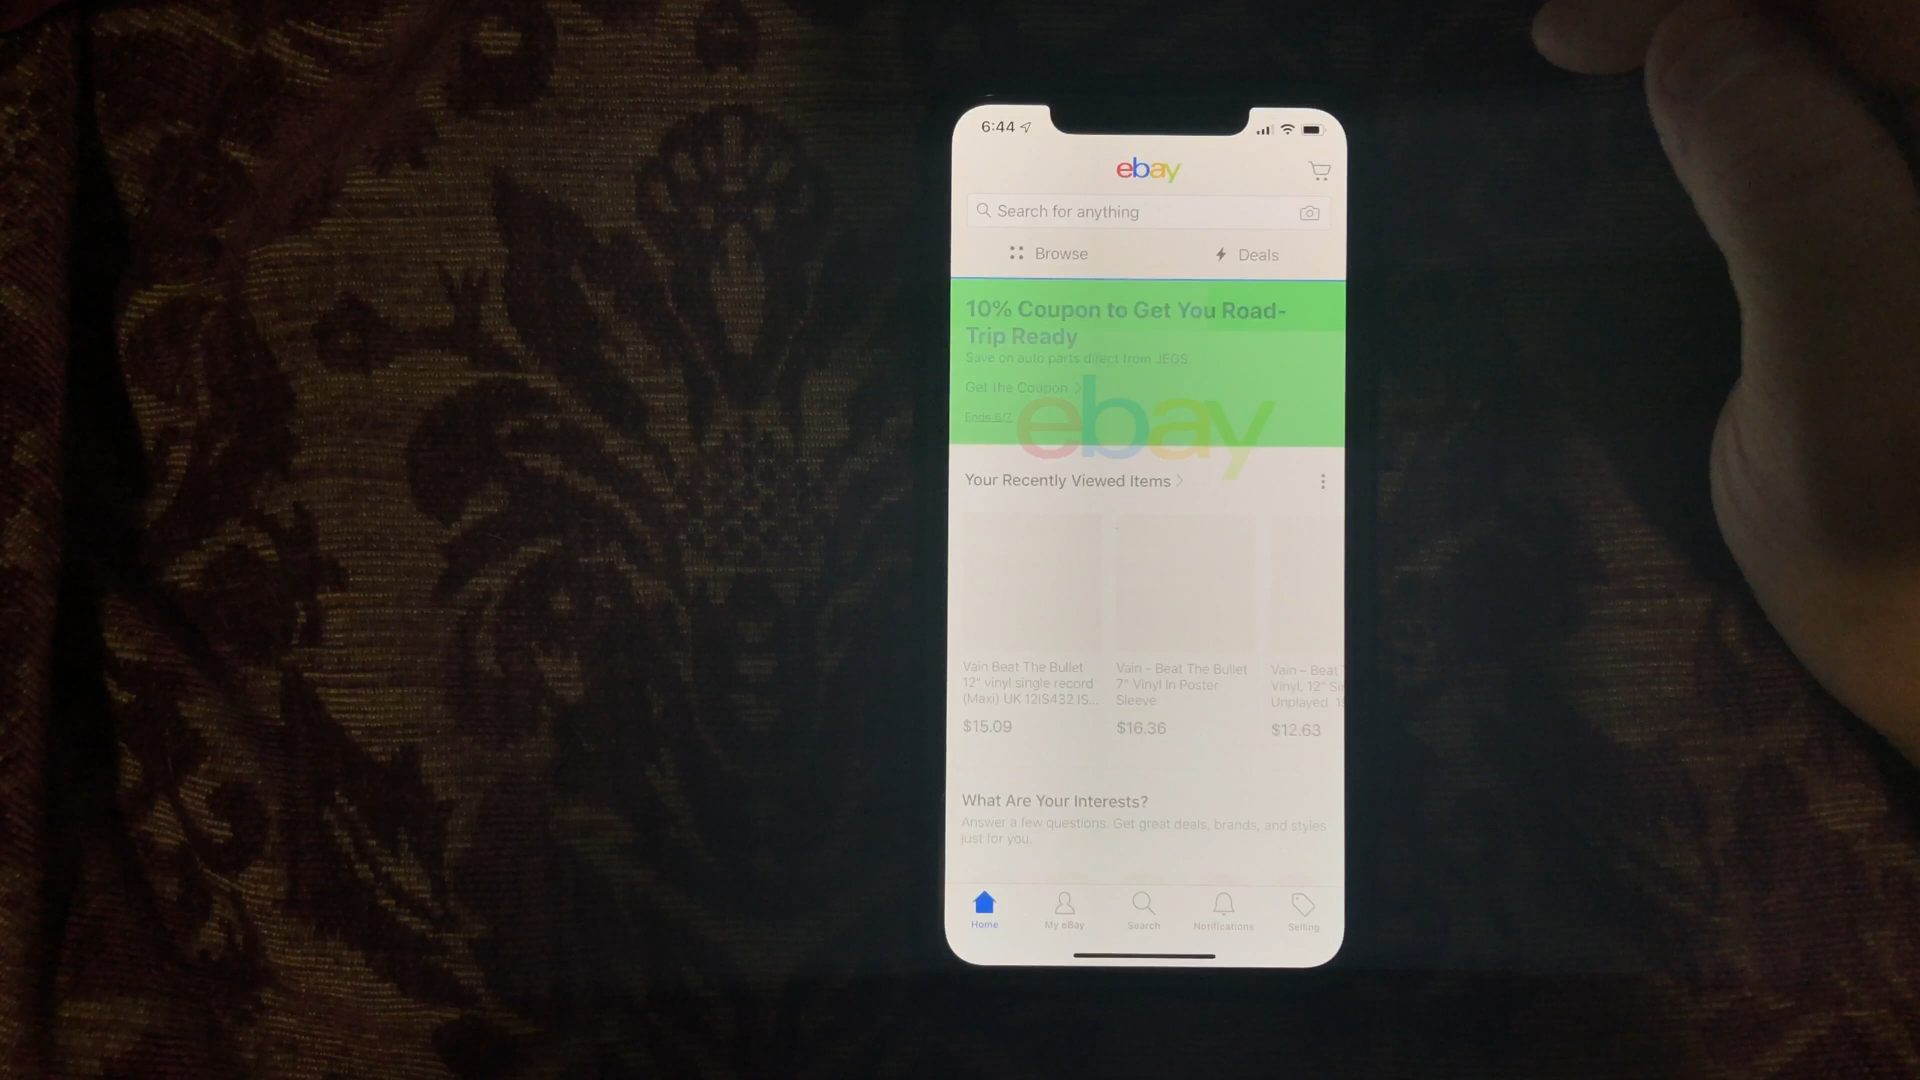 6:44
ebay
Search for anything
Browse
Deals
10% Coupon to Get You Road-
Trip Ready
Save on auto parts direct from JEGS.
Get the Coupon
Ends 6/7
ebay
Your Recently Viewed Items
Vain Beat The Bullet
12" vinyl single record
(Maxi) UK 12IS432 IS...
$15.09
Vain - Beat The Bullet
7" Vinyl In Poster
Sleeve
$16.36
Vain – Beat
Vinyl, 12" Si
Unplayed
$12.63
What Are Your Interests?
Answer a few questions. Get great deals, brands, and styles
just for you.
Home
My eBay
Search
Notifications
Selling